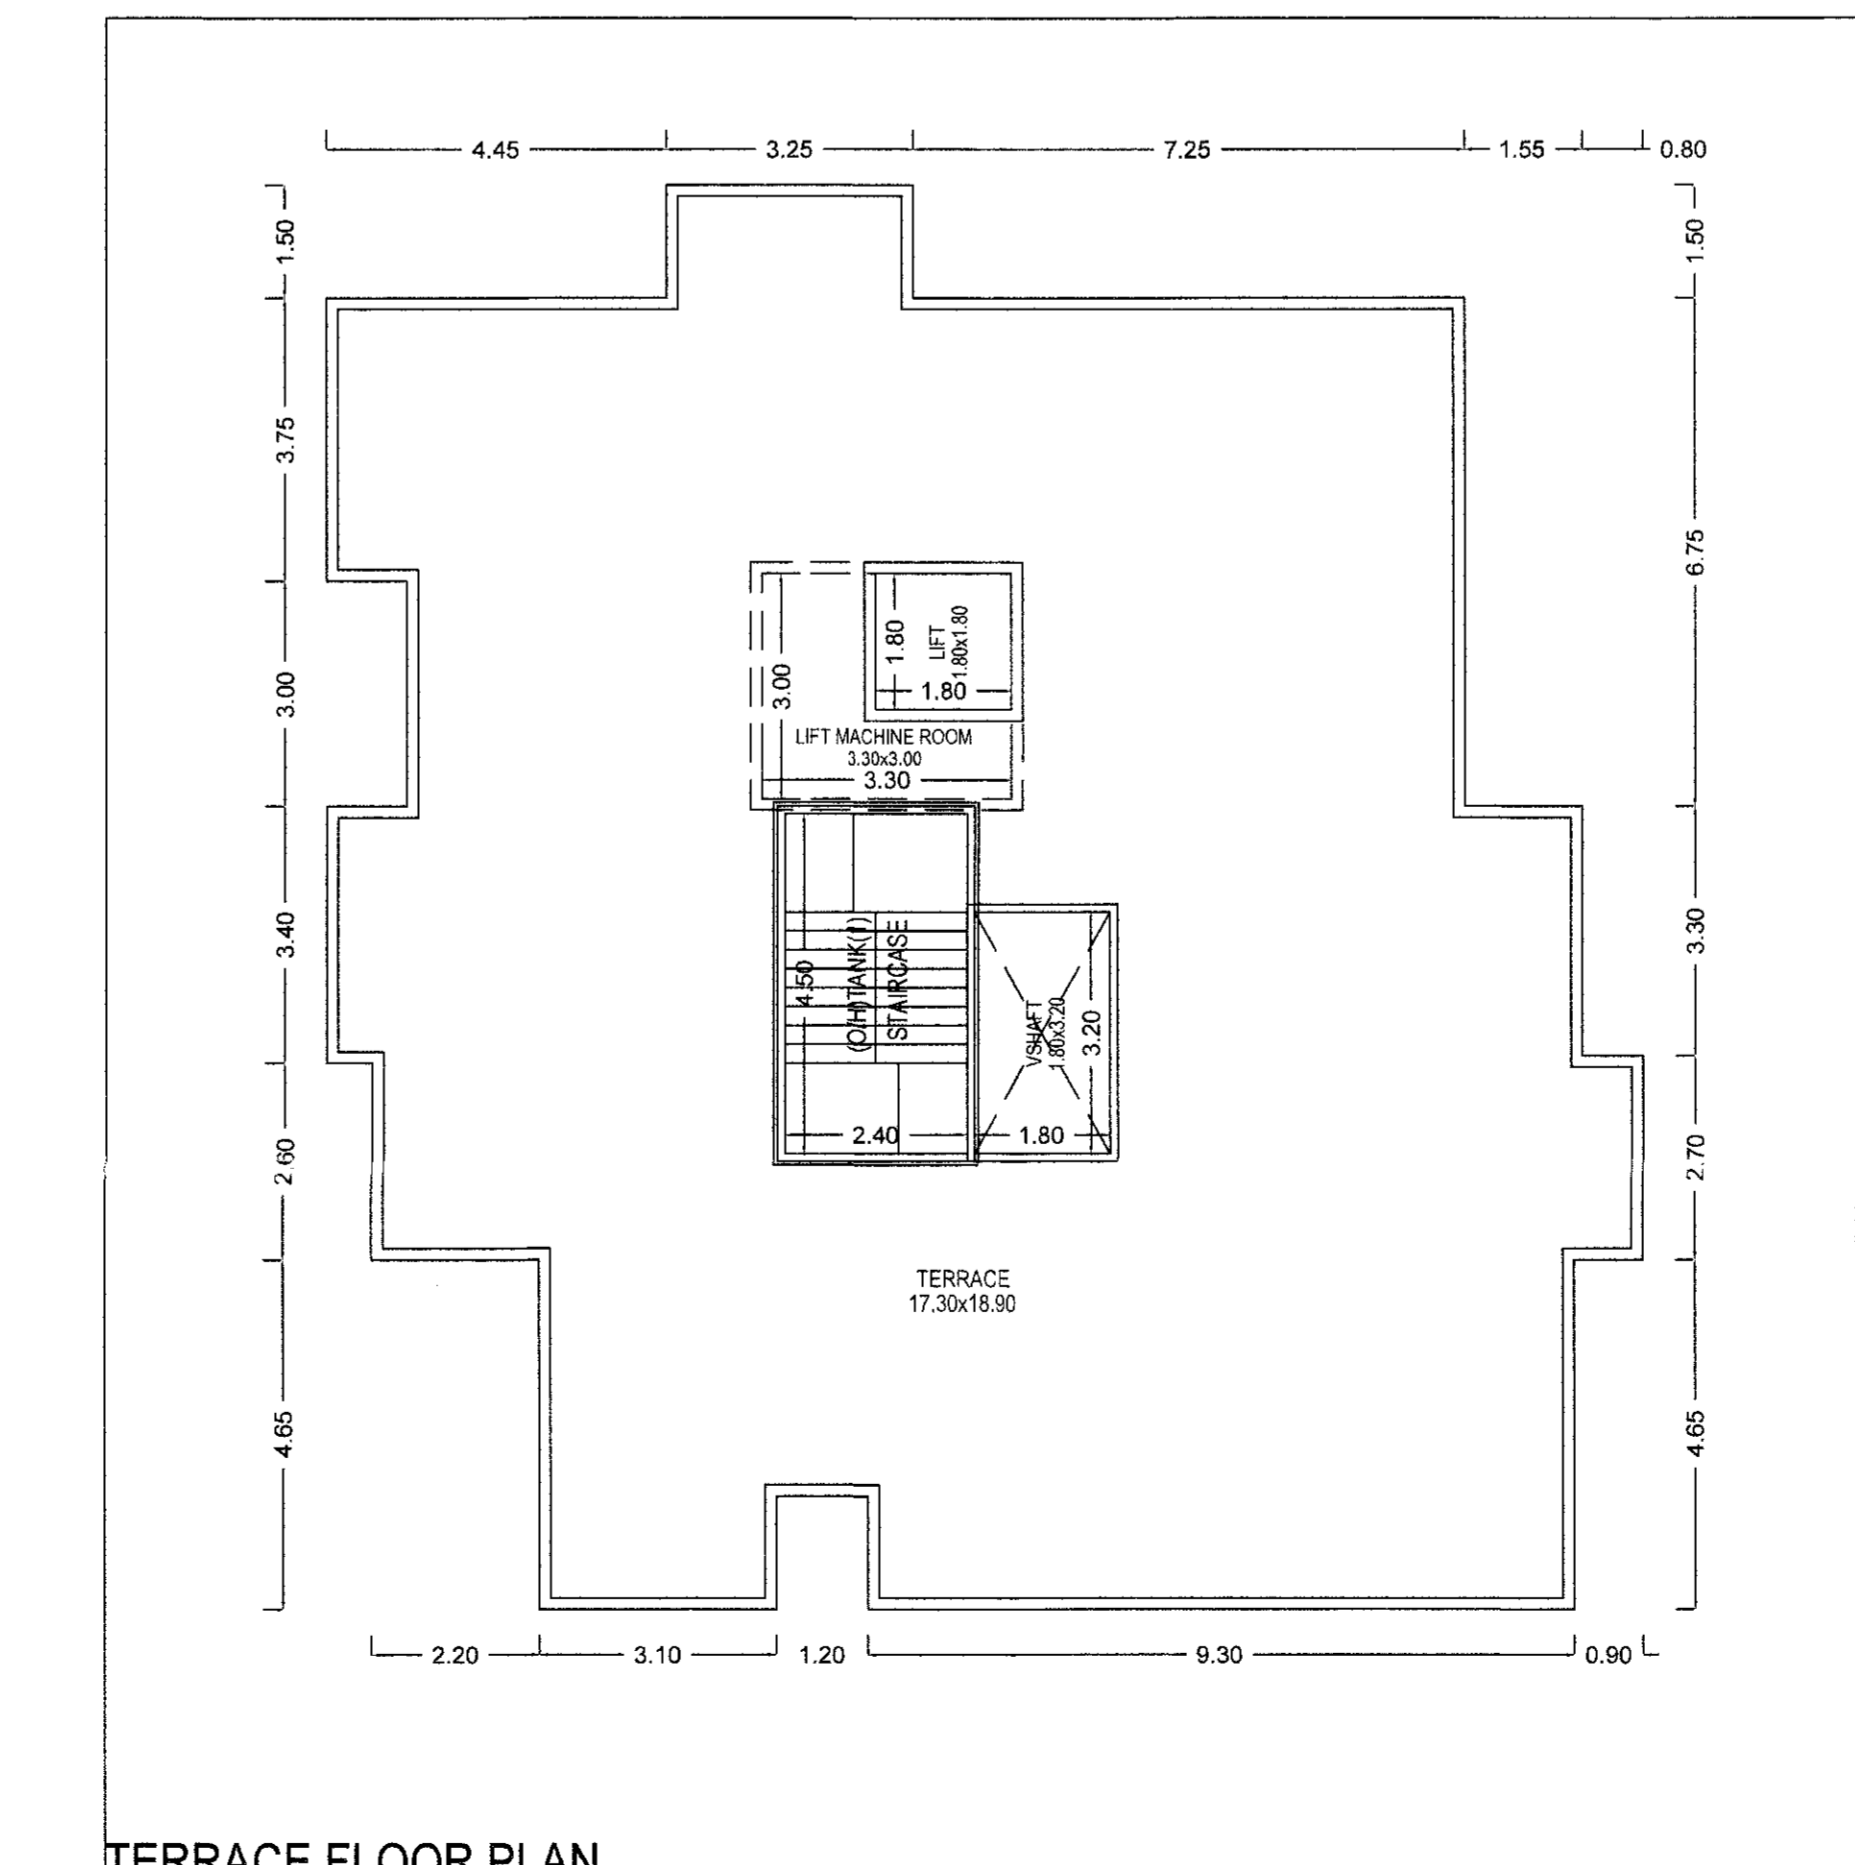 4.45 3.25 7.25 1.55 0.80
1.50
1.50
3.75
6.75
1.80
LIFT
1.80x1.80
1.80
3.00
3.00
LIFT MACHINE ROOM
3.30x3.00
3.30
3.40
3.30
4.50
(O/H)TANK(1)
STAIRCASE
VSHAFT
1.80x3.20
3.20
2.40
1.80
2.60
2.70
TERRACE
17.30x18.90
4.65
4.65
2.20 3.10 1.20 9.30 0.90
TERRACE FLOOR PLAN